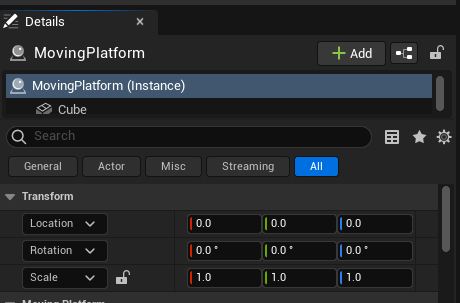 Details
MovingPlatform
Add
MovingPlatform (Instance)
Cube
Search
General Actor Misc Streaming All
Transform
Location 0.0 0.0 0.0
Rotation 0.0 ° 0.0 ° 0.0 °
Scale 1.0 1.0 1.0
Moving Platform